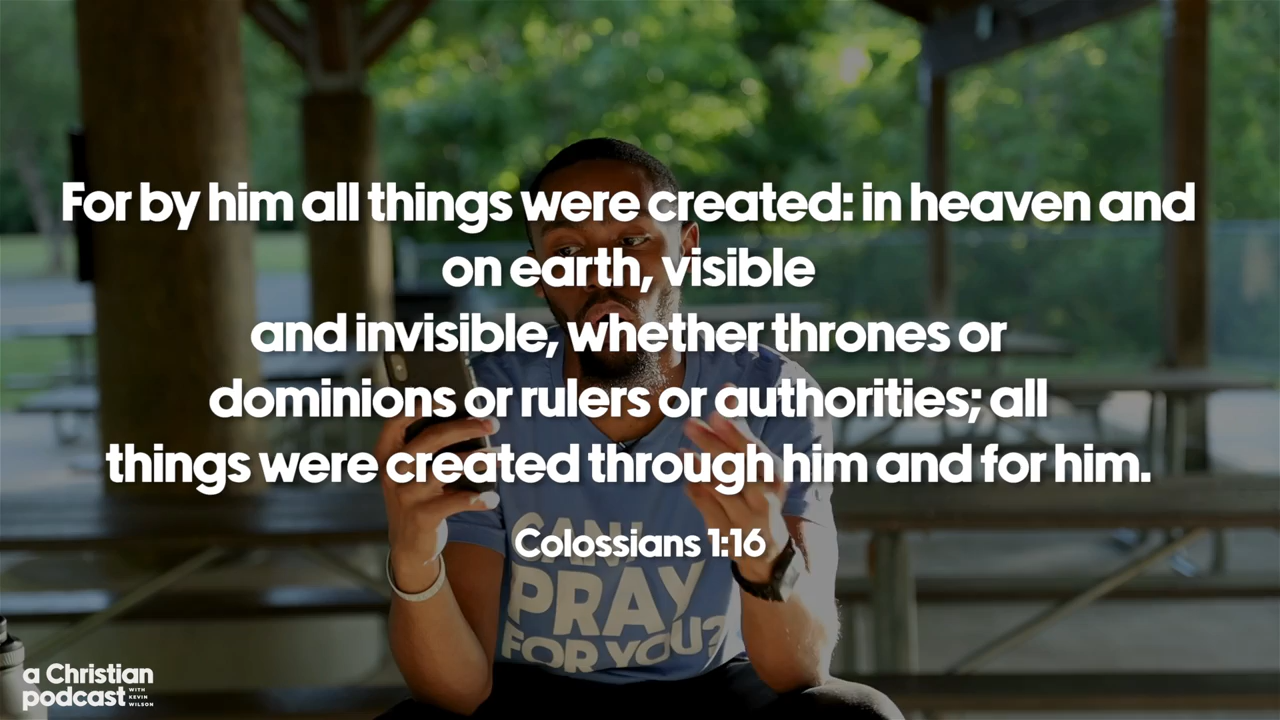 For by him all things were created: in heaven and
on earth, visible
and invisible, whether thrones or
dominions or rulers or authorities; all
things were created through him and for him.
Colossians 1:16
CAN I
PRAY
FOR YOU?
a Christian
podcast
WITH
KEVIN
WILSON